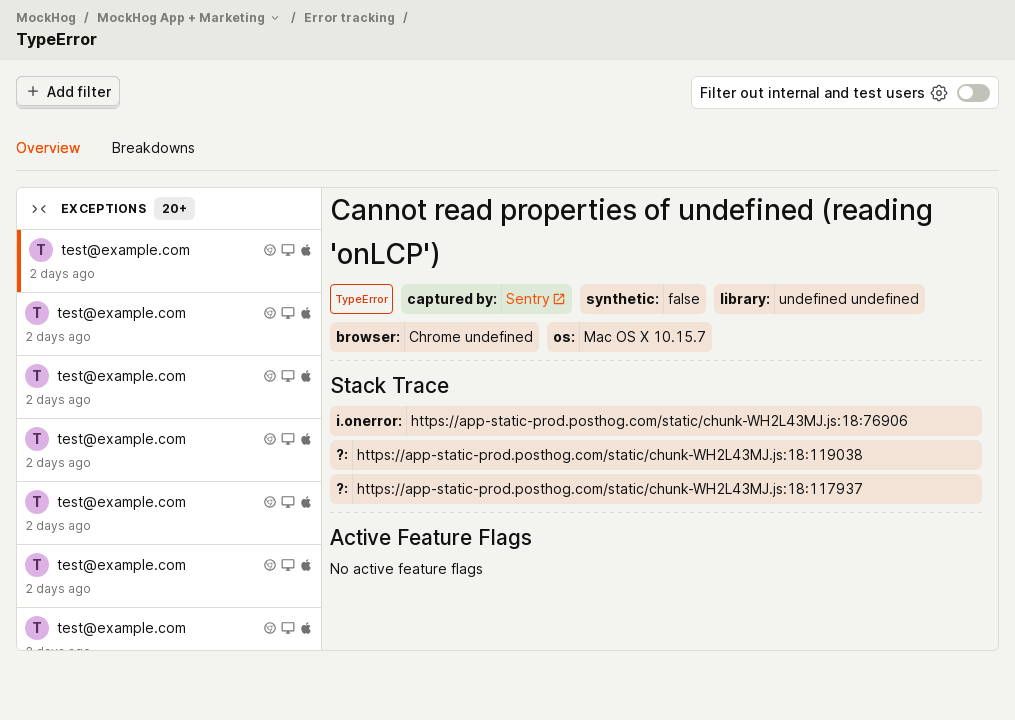 MockHog / MockHog App + Marketing / Error tracking /
TypeError
Add filter
Filter out internal and test users
Overview
Breakdowns
EXCEPTIONS 20+
T test@example.com
2 days ago
T test@example.com
2 days ago
T test@example.com
2 days ago
T test@example.com
2 days ago
T test@example.com
2 days ago
T test@example.com
2 days ago
T test@example.com
2 days ago
Cannot read properties of undefined (reading
'onLCP')
TypeError captured by: Sentry synthetic: false library: undefined undefined
browser: Chrome undefined os: Mac OS X 10.15.7
Stack Trace
i.onerror: https://app-static-prod.posthog.com/static/chunk-WH2L43MJ.js:18:76906
?: https://app-static-prod.posthog.com/static/chunk-WH2L43MJ.js:18:119038
?: https://app-static-prod.posthog.com/static/chunk-WH2L43MJ.js:18:117937
Active Feature Flags
No active feature flags